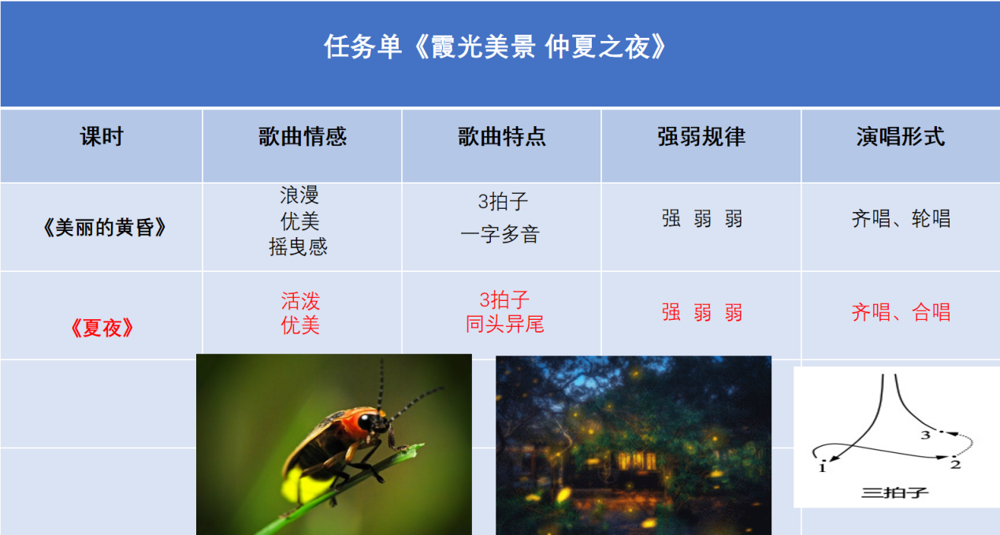 任务单《霞光美景 仲夏之夜》
课时
歌曲情感
歌曲特点
强弱规律
演唱形式
《美丽的黄昏》
浪漫
优美
摇曳感
3拍子
一字多音
强 弱 弱
齐唱、轮唱
《夏夜》
活泼
优美
3拍子
同头异尾
强 弱 弱
齐唱、合唱
3
1
2
三拍子